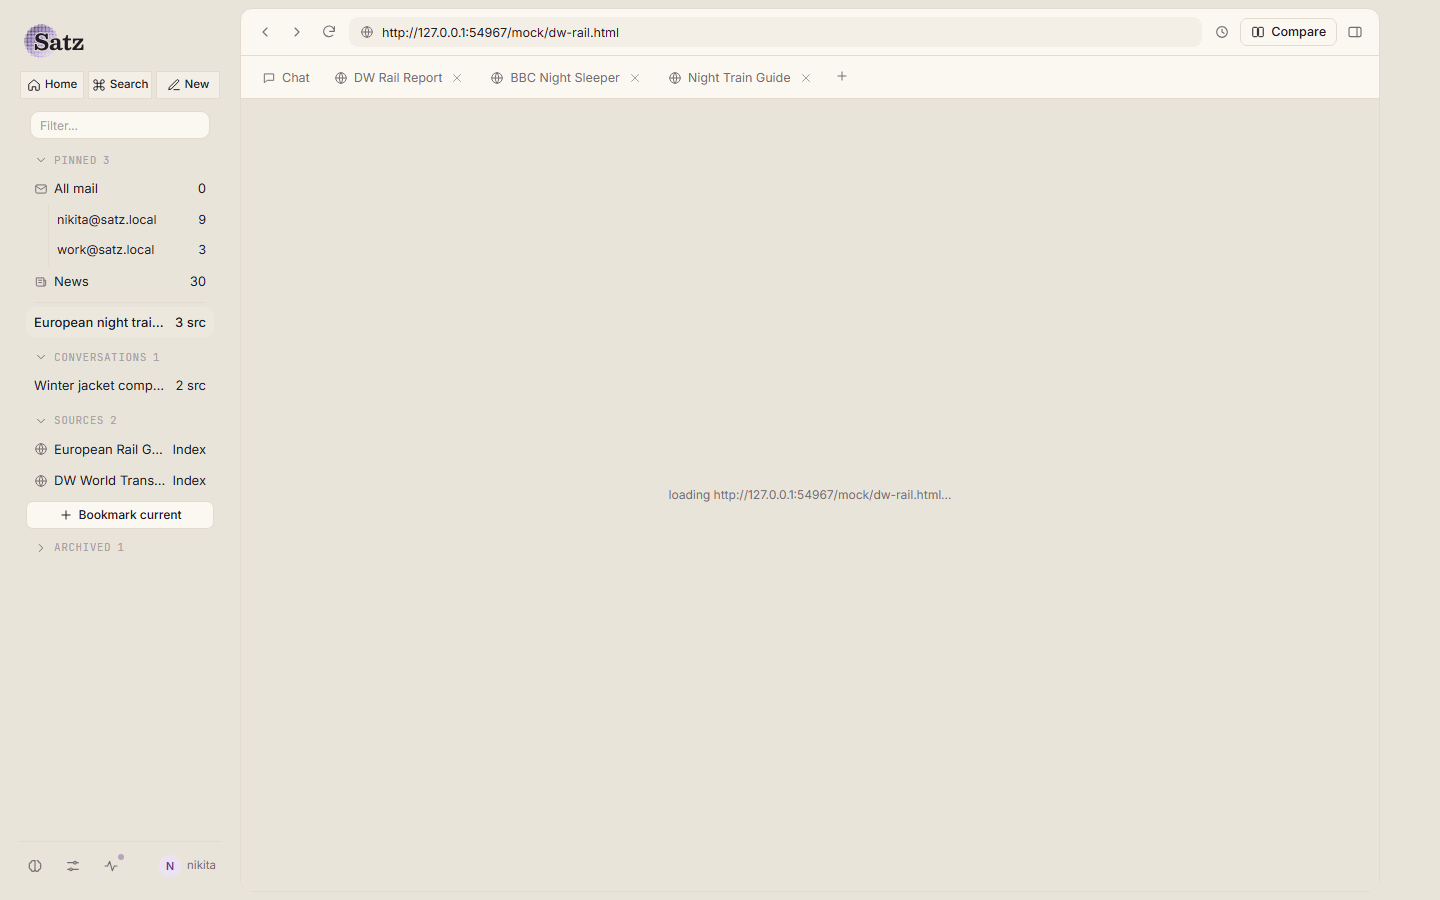 Satz
Home Search New
Filter...
PINNED 3
All mail 0
nikita@satz.local 9
work@satz.local 3
News 30
European night trai... 3 src
CONVERSATIONS 1
Winter jacket comp... 2 src
SOURCES 2
European Rail G... Index
DW World Trans... Index
Bookmark current
ARCHIVED 1
N nikita
http://127.0.0.1:54967/mock/dw-rail.html
Compare
Chat DW Rail Report BBC Night Sleeper Night Train Guide
loading http://127.0.0.1:54967/mock/dw-rail.html...